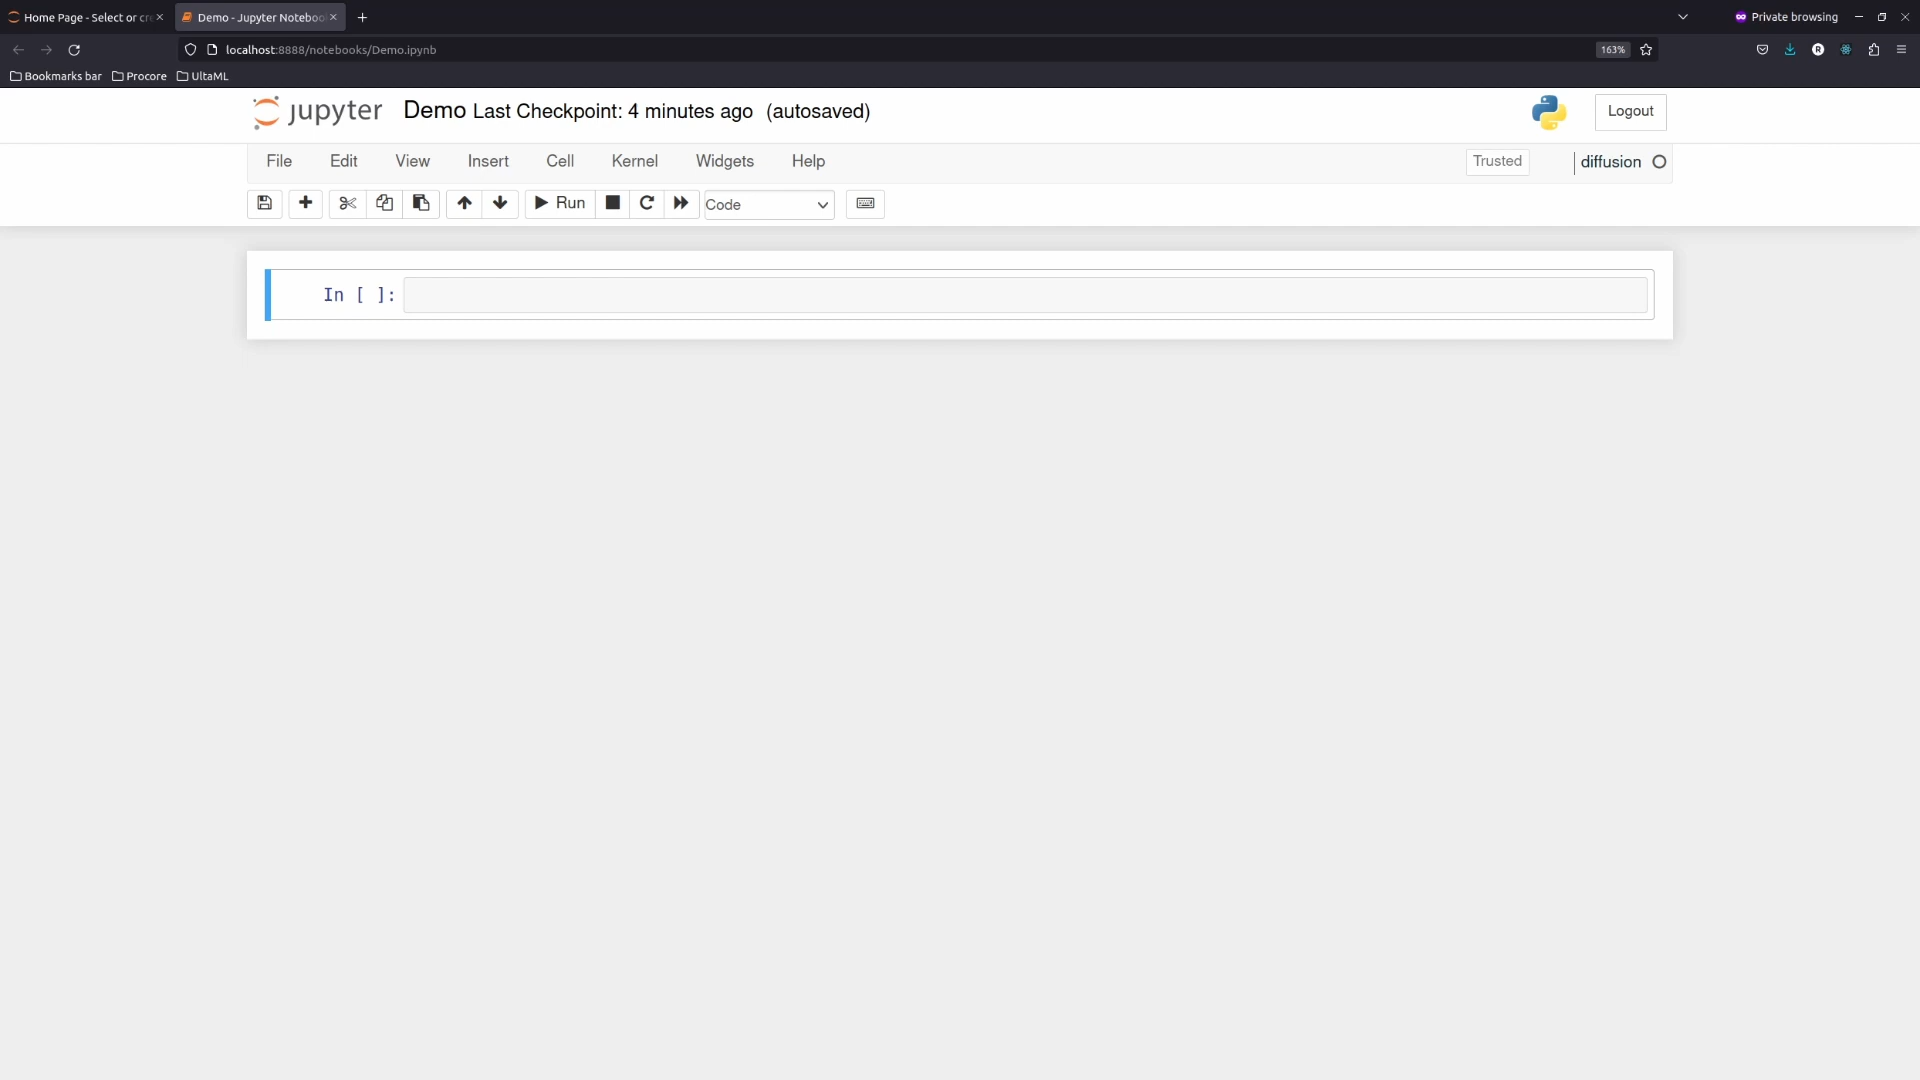 Home Page - Select or cre
Demo - Jupyter Noteboo
Private browsing
localhost:8888/notebooks/Demo.ipynb
163%
Bookmarks bar
Procore
UltaML
jupyter
Demo Last Checkpoint: 4 minutes ago (autosaved)
Logout
File Edit View Insert Cell Kernel Widgets Help
Trusted
diffusion
Run
Code
In [ ]: